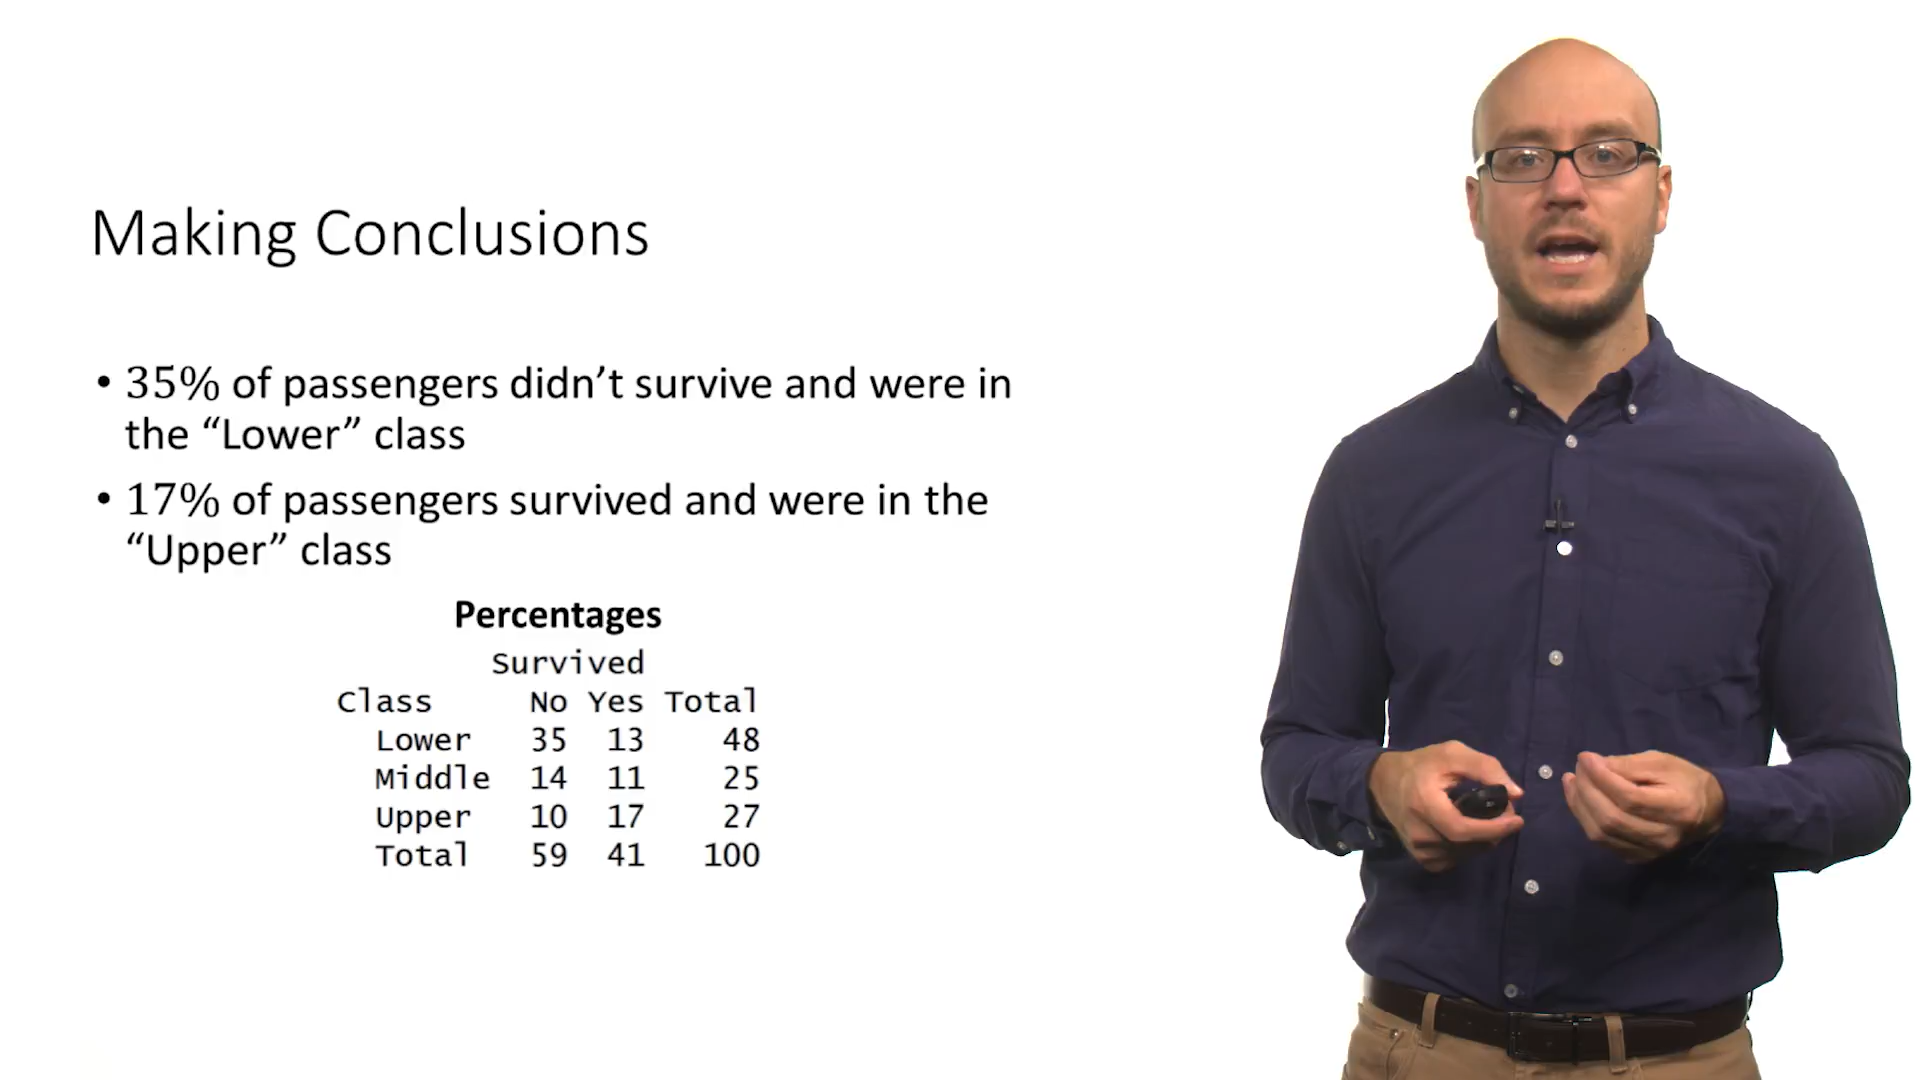 Making Conclusions
• 35% of passengers didn’t survive and were in
the “Lower” class
• 17% of passengers survived and were in the
“Upper” class
Percentages
Survived
Class No Yes Total
Lower 35 13 48
Middle 14 11 25
Upper 10 17 27
Total 59 41 100